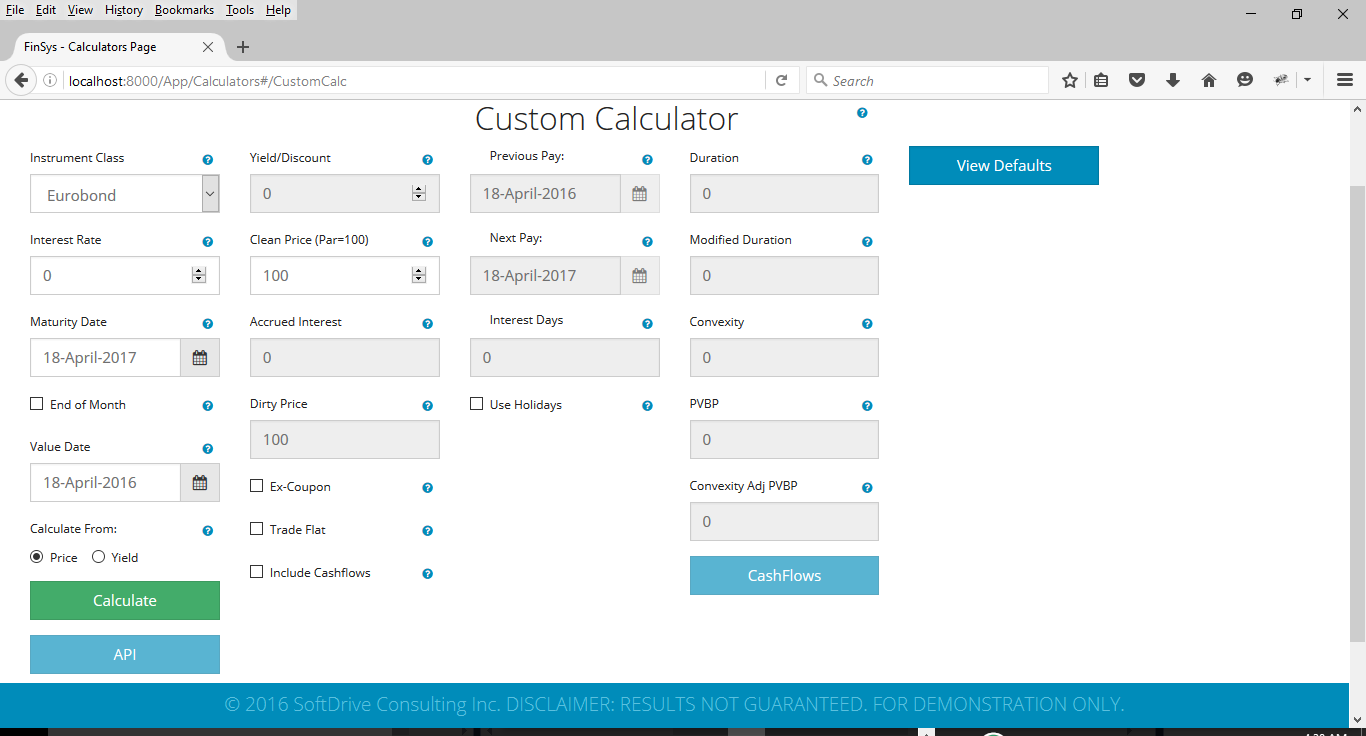 File Edit View History Bookmarks Tools Help
FinSys - Calculators Page
localhost:8000/App/Calculators#/CustomCalc
Search
Custom Calculator
Instrument Class
Eurobond
Interest Rate
0
Maturity Date
18-April-2017
End of Month
Value Date
18-April-2016
Calculate From:
Price Yield
Calculate
API
Yield/Discount
0
Clean Price (Par=100)
100
Accrued Interest
0
Dirty Price
100
Ex-Coupon
Trade Flat
Include Cashflows
Previous Pay:
18-April-2016
Next Pay:
18-April-2017
Interest Days
0
Use Holidays
Duration
0
Modified Duration
0
Convexity
0
PVBP
0
Convexity Adj PVBP
0
CashFlows
View Defaults
© 2016 SoftDrive Consulting Inc. DISCLAIMER: RESULTS NOT GUARANTEED. FOR DEMONSTRATION ONLY.